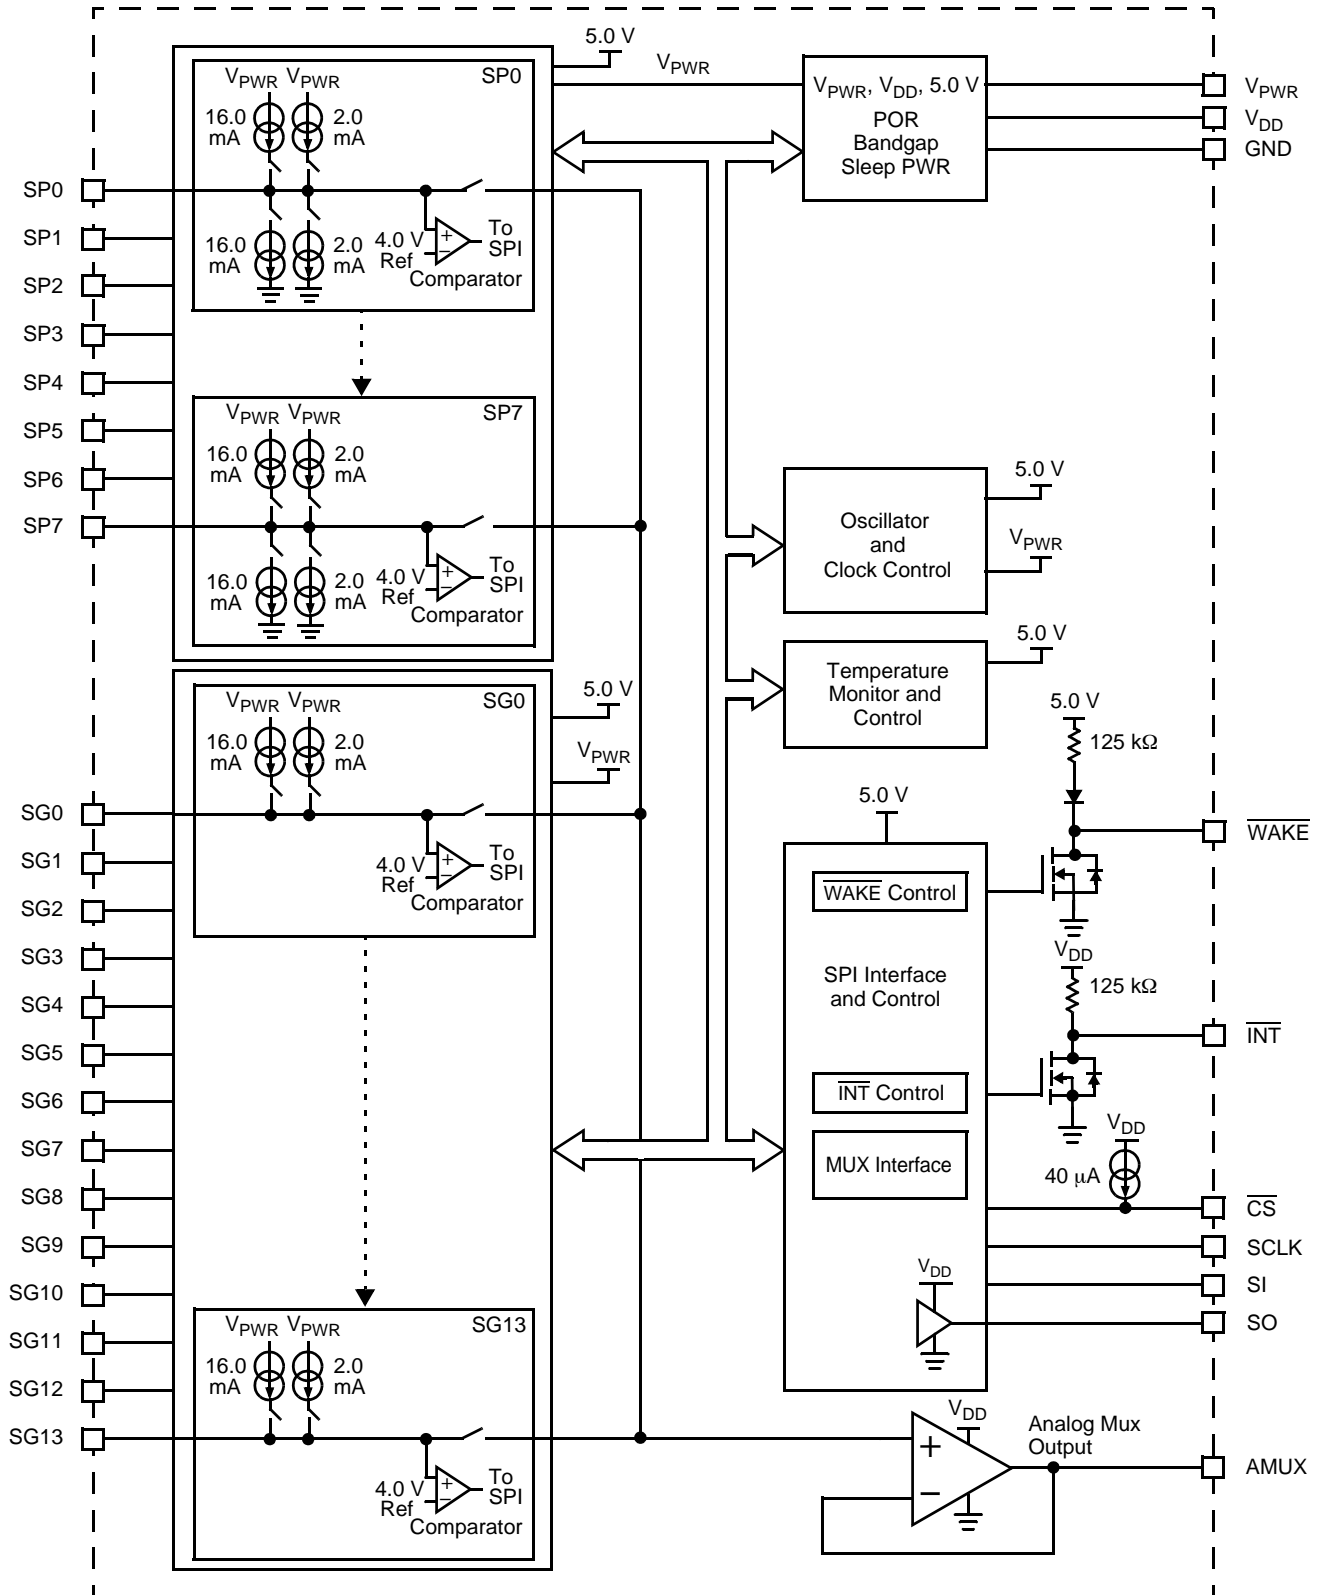 5.0 V
VPWR
SP0
VPWR VPWR
16.0 mA
2.0 mA
16.0 mA
2.0 mA
4.0 V Ref
+
−
To SPI
Comparator
VPWR, VDD, 5.0 V
POR
Bandgap
Sleep PWR
VPWR
VDD
GND
SP0
SP1
SP2
SP3
SP4
SP5
SP6
SP7
SP7
VPWR VPWR
16.0 mA
2.0 mA
16.0 mA
2.0 mA
4.0 V Ref
+
−
To SPI
Comparator
5.0 V
Oscillator
and
Clock Control
VPWR
5.0 V
Temperature
Monitor and
Control
SG0
VPWR VPWR
16.0 mA
2.0 mA
4.0 V Ref
+
−
To SPI
Comparator
5.0 V
VPWR
SG0
SG1
SG2
SG3
SG4
SG5
SG6
SG7
SG8
SG9
SG10
SG11
SG12
SG13
5.0 V
125 kΩ
WAKE
5.0 V
WAKE Control
SPI Interface
and Control
VDD
125 kΩ
INT
INT Control
MUX Interface
VDD
40 μA
CS
SCLK
SI
SO
VDD
SG13
VPWR VPWR
16.0 mA
2.0 mA
4.0 V Ref
+
−
To SPI
Comparator
VDD
+
−
Analog Mux
Output
AMUX